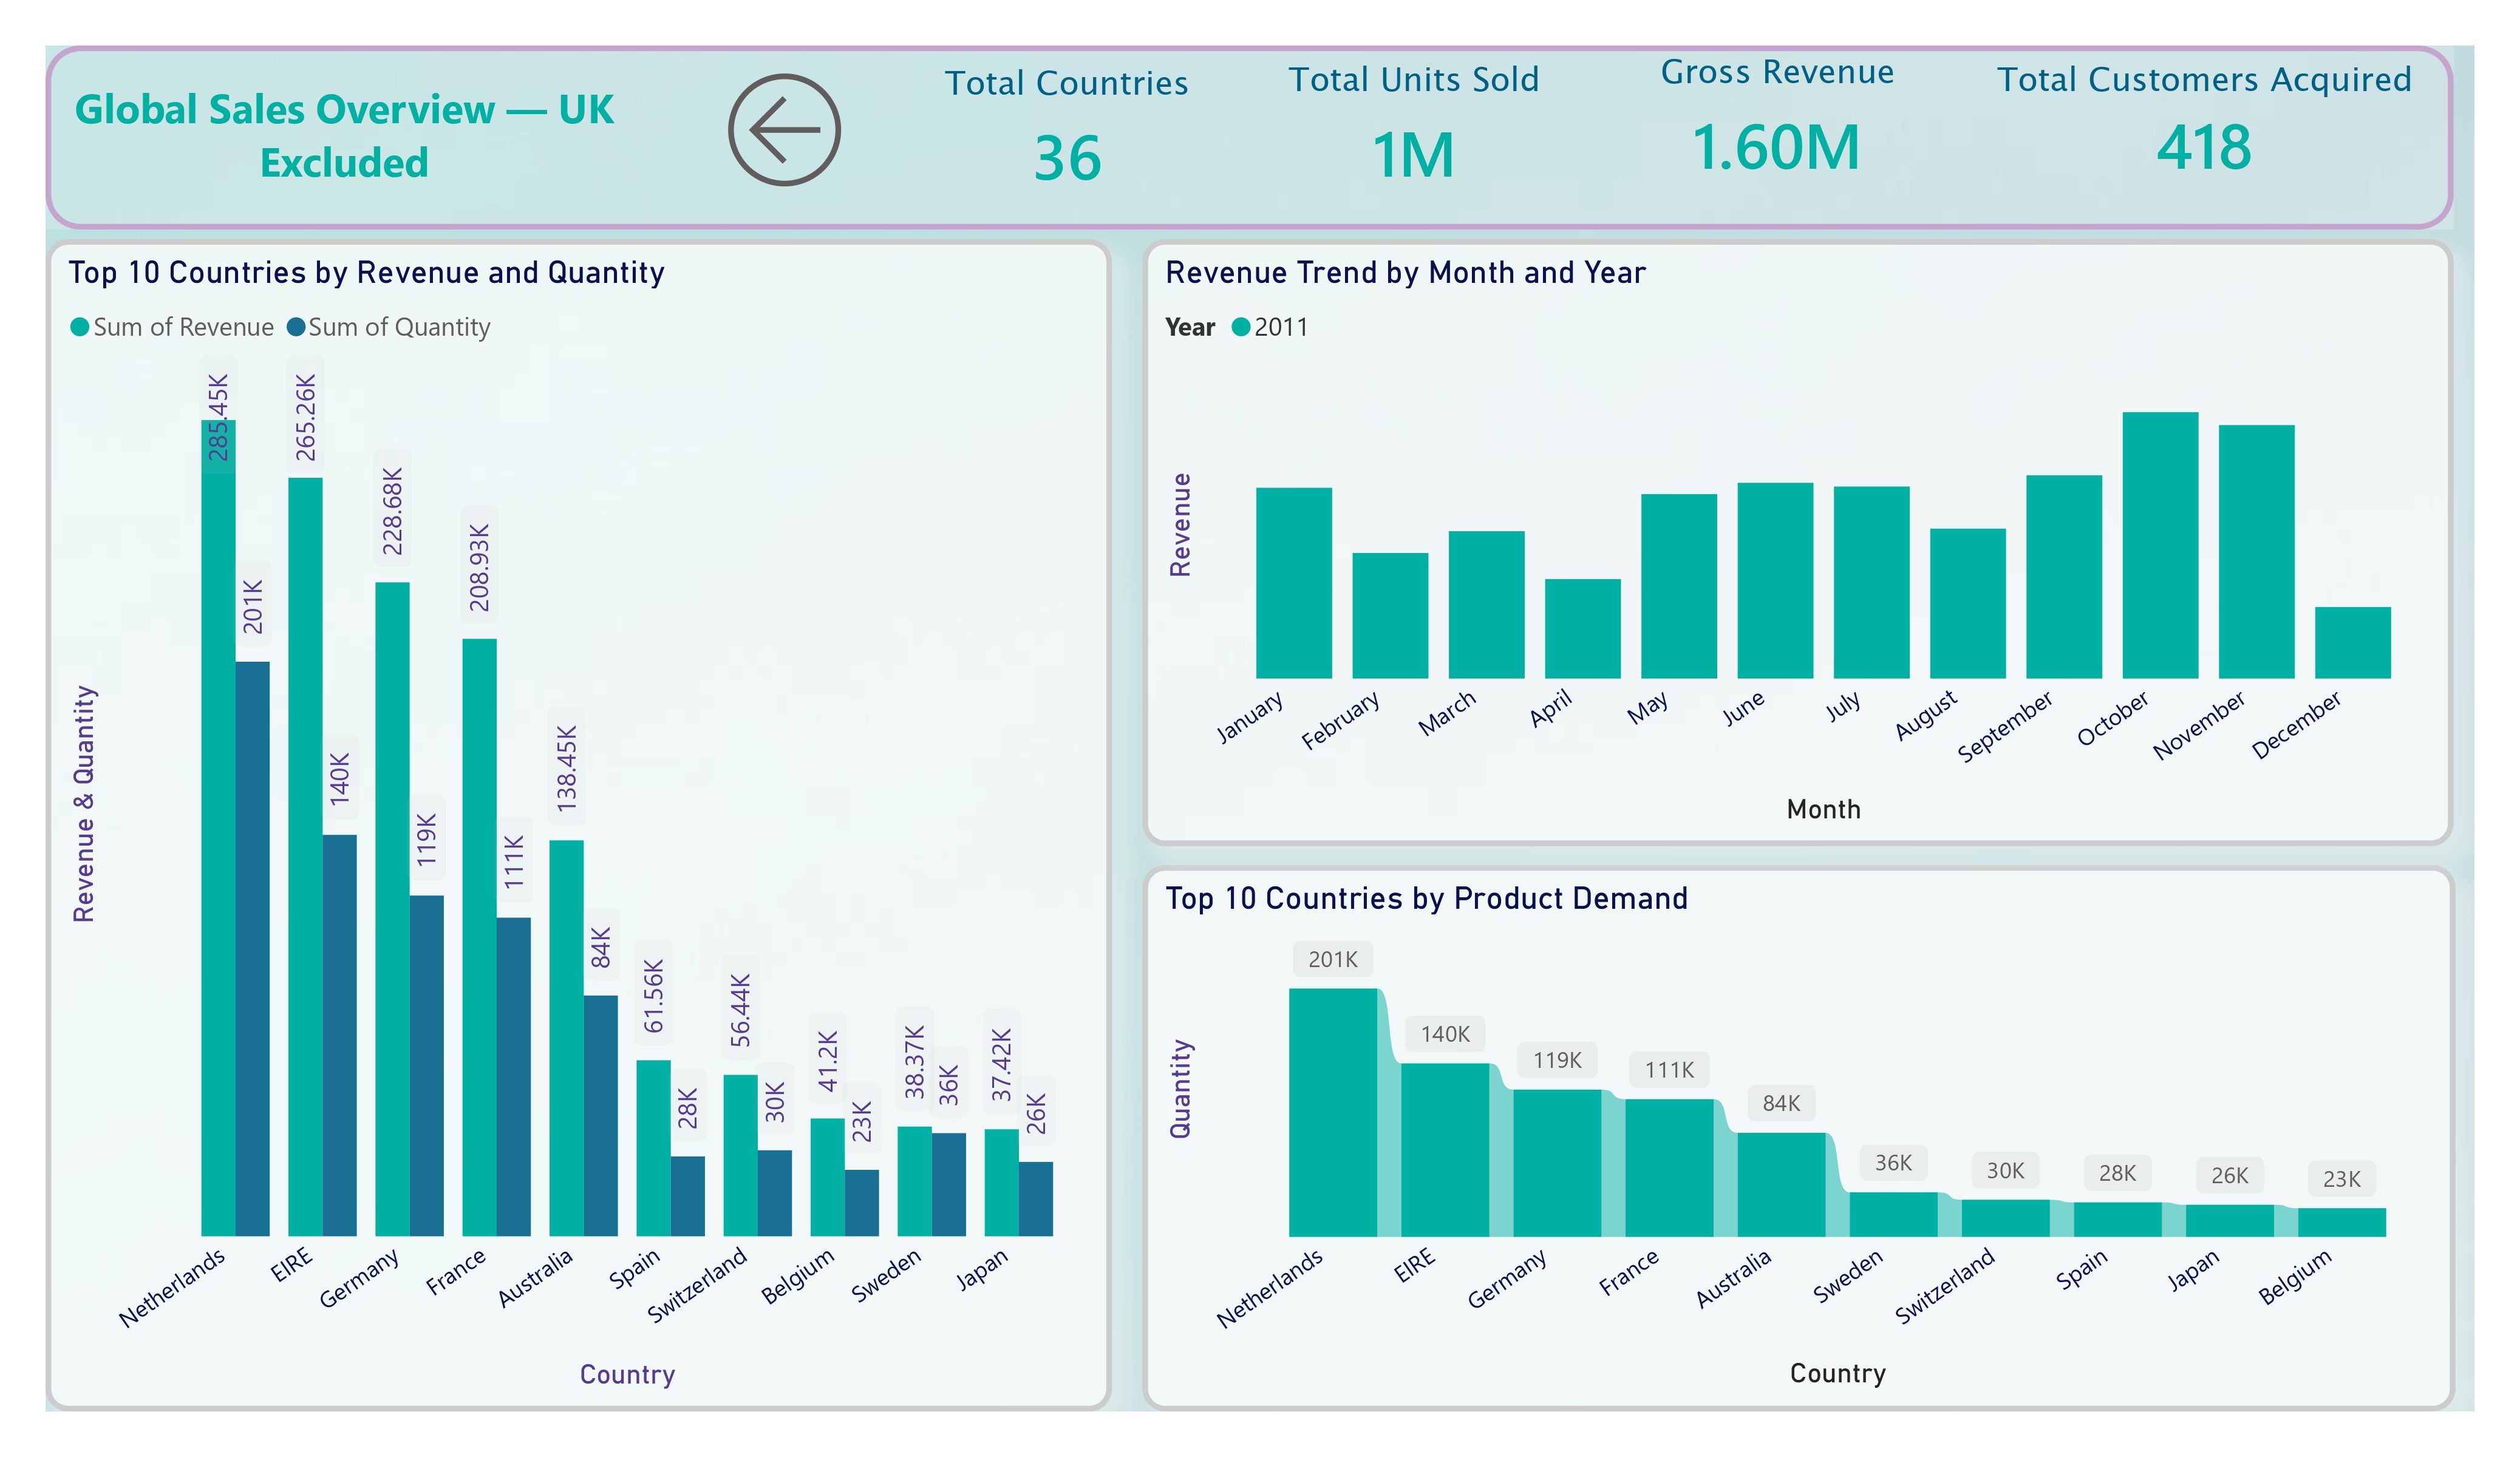 Global Sales Overview — UK
Excluded
Total Countries
36
Total Units Sold
1M
Gross Revenue
1.60M
Total Customers Acquired
418
Top 10 Countries by Revenue and Quantity
Sum of Revenue Sum of Quantity
Revenue & Quantity
285.45K
201K
265.26K
140K
228.68K
119K
208.93K
111K
138.45K
84K
61.56K
28K
56.44K
30K
41.2K
23K
38.37K
36K
37.42K
26K
Netherlands
EIRE
Germany
France
Australia
Spain
Switzerland
Belgium
Sweden
Japan
Country
Revenue Trend by Month and Year
Year 2011
Revenue
January
February
March
April
May
June
July
August
September
October
November
December
Month
Top 10 Countries by Product Demand
Quantity
201K
140K
119K
111K
84K
36K
30K
28K
26K
23K
Netherlands
EIRE
Germany
France
Australia
Sweden
Switzerland
Spain
Japan
Belgium
Country